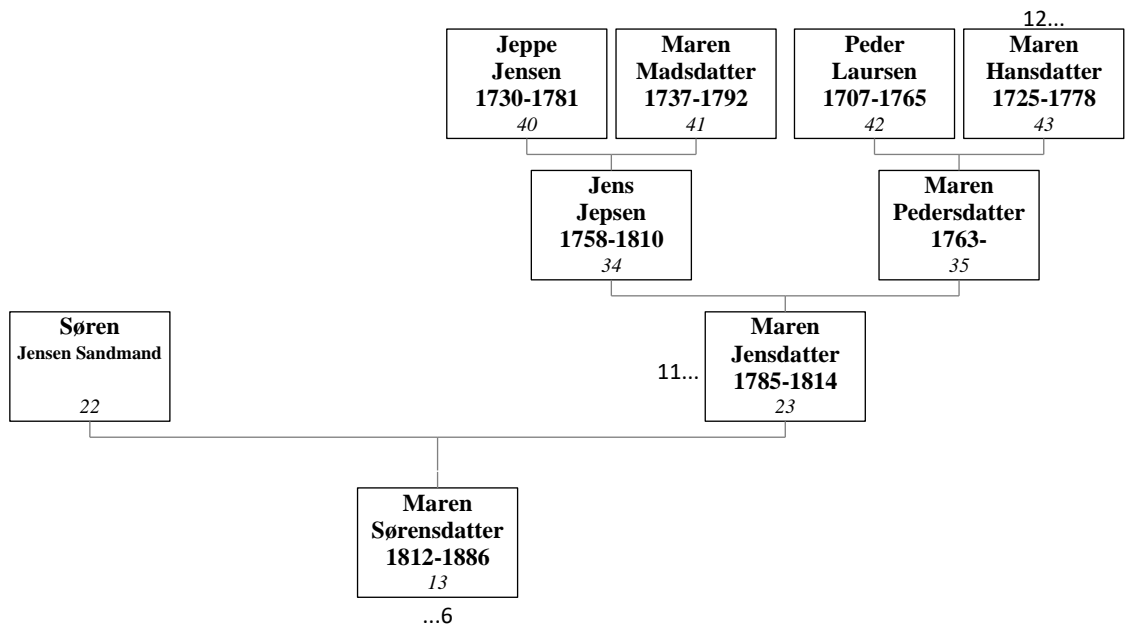 12...
Jeppe
Jensen
1730-1781
40
Maren
Madsdatter
1737-1792
41
Peder
Laursen
1707-1765
42
Maren
Hansdatter
1725-1778
43
Jens
Jepsen
1758-1810
34
Maren
Pedersdatter
1763-
35
Søren
Jensen Sandmand
22
11...
Maren
Jensdatter
1785-1814
23
Maren
Sørensdatter
1812-1886
13
...6